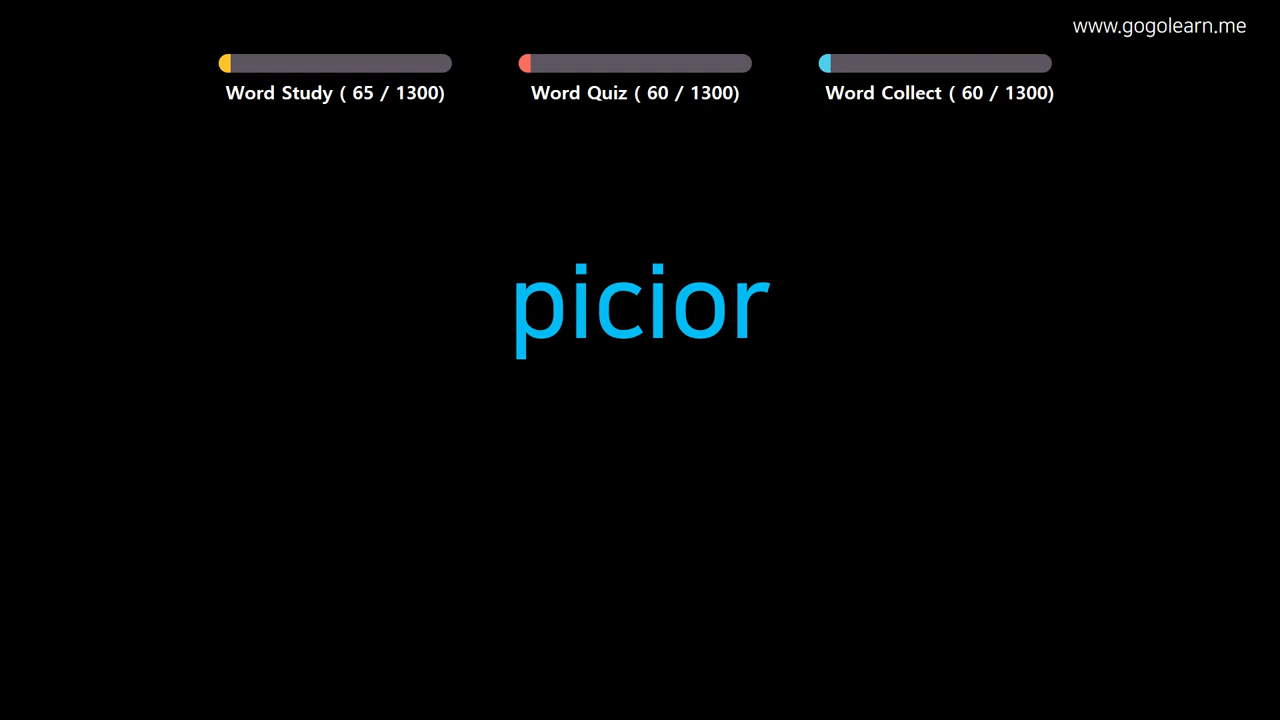 www.gogolearn.me
Word Study ( 65 / 1300)
Word Quiz ( 60 / 1300)
Word Collect ( 60 / 1300)
picior